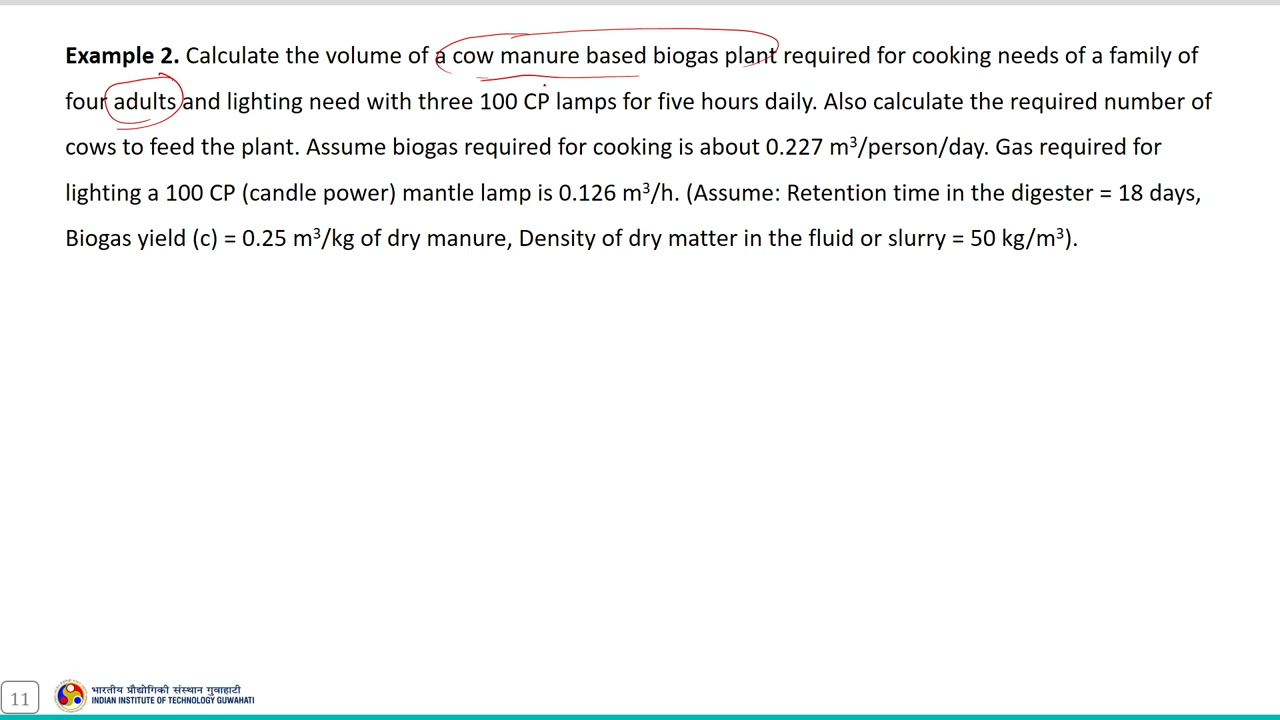 Example 2. Calculate the volume of a cow manure based biogas plant required for cooking needs of a family of
four adults and lighting need with three 100 CP lamps for five hours daily. Also calculate the required number of
cows to feed the plant. Assume biogas required for cooking is about 0.227 m³/person/day. Gas required for
lighting a 100 CP (candle power) mantle lamp is 0.126 m³/h. (Assume: Retention time in the digester = 18 days,
Biogas yield (c) = 0.25 m³/kg of dry manure, Density of dry matter in the fluid or slurry = 50 kg/m³).
11
भारतीय प्रौद्योगिकी संस्थान गुवाहाटी
INDIAN INSTITUTE OF TECHNOLOGY GUWAHATI